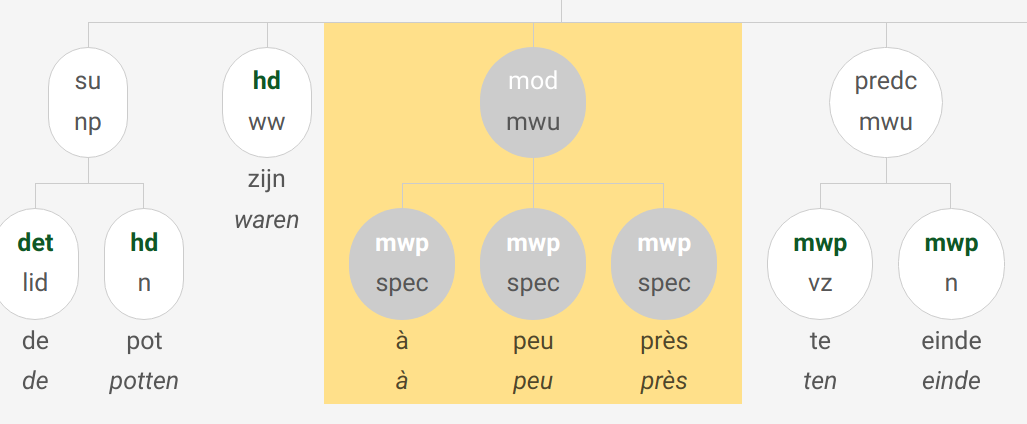 su hd mod predc
np ww mwu mwu
zijn
waren
det hd mwp mwp mwp mwp mwp
lid n spec spec spec vz n
de pot à peu près te einde
de potten à peu près ten einde